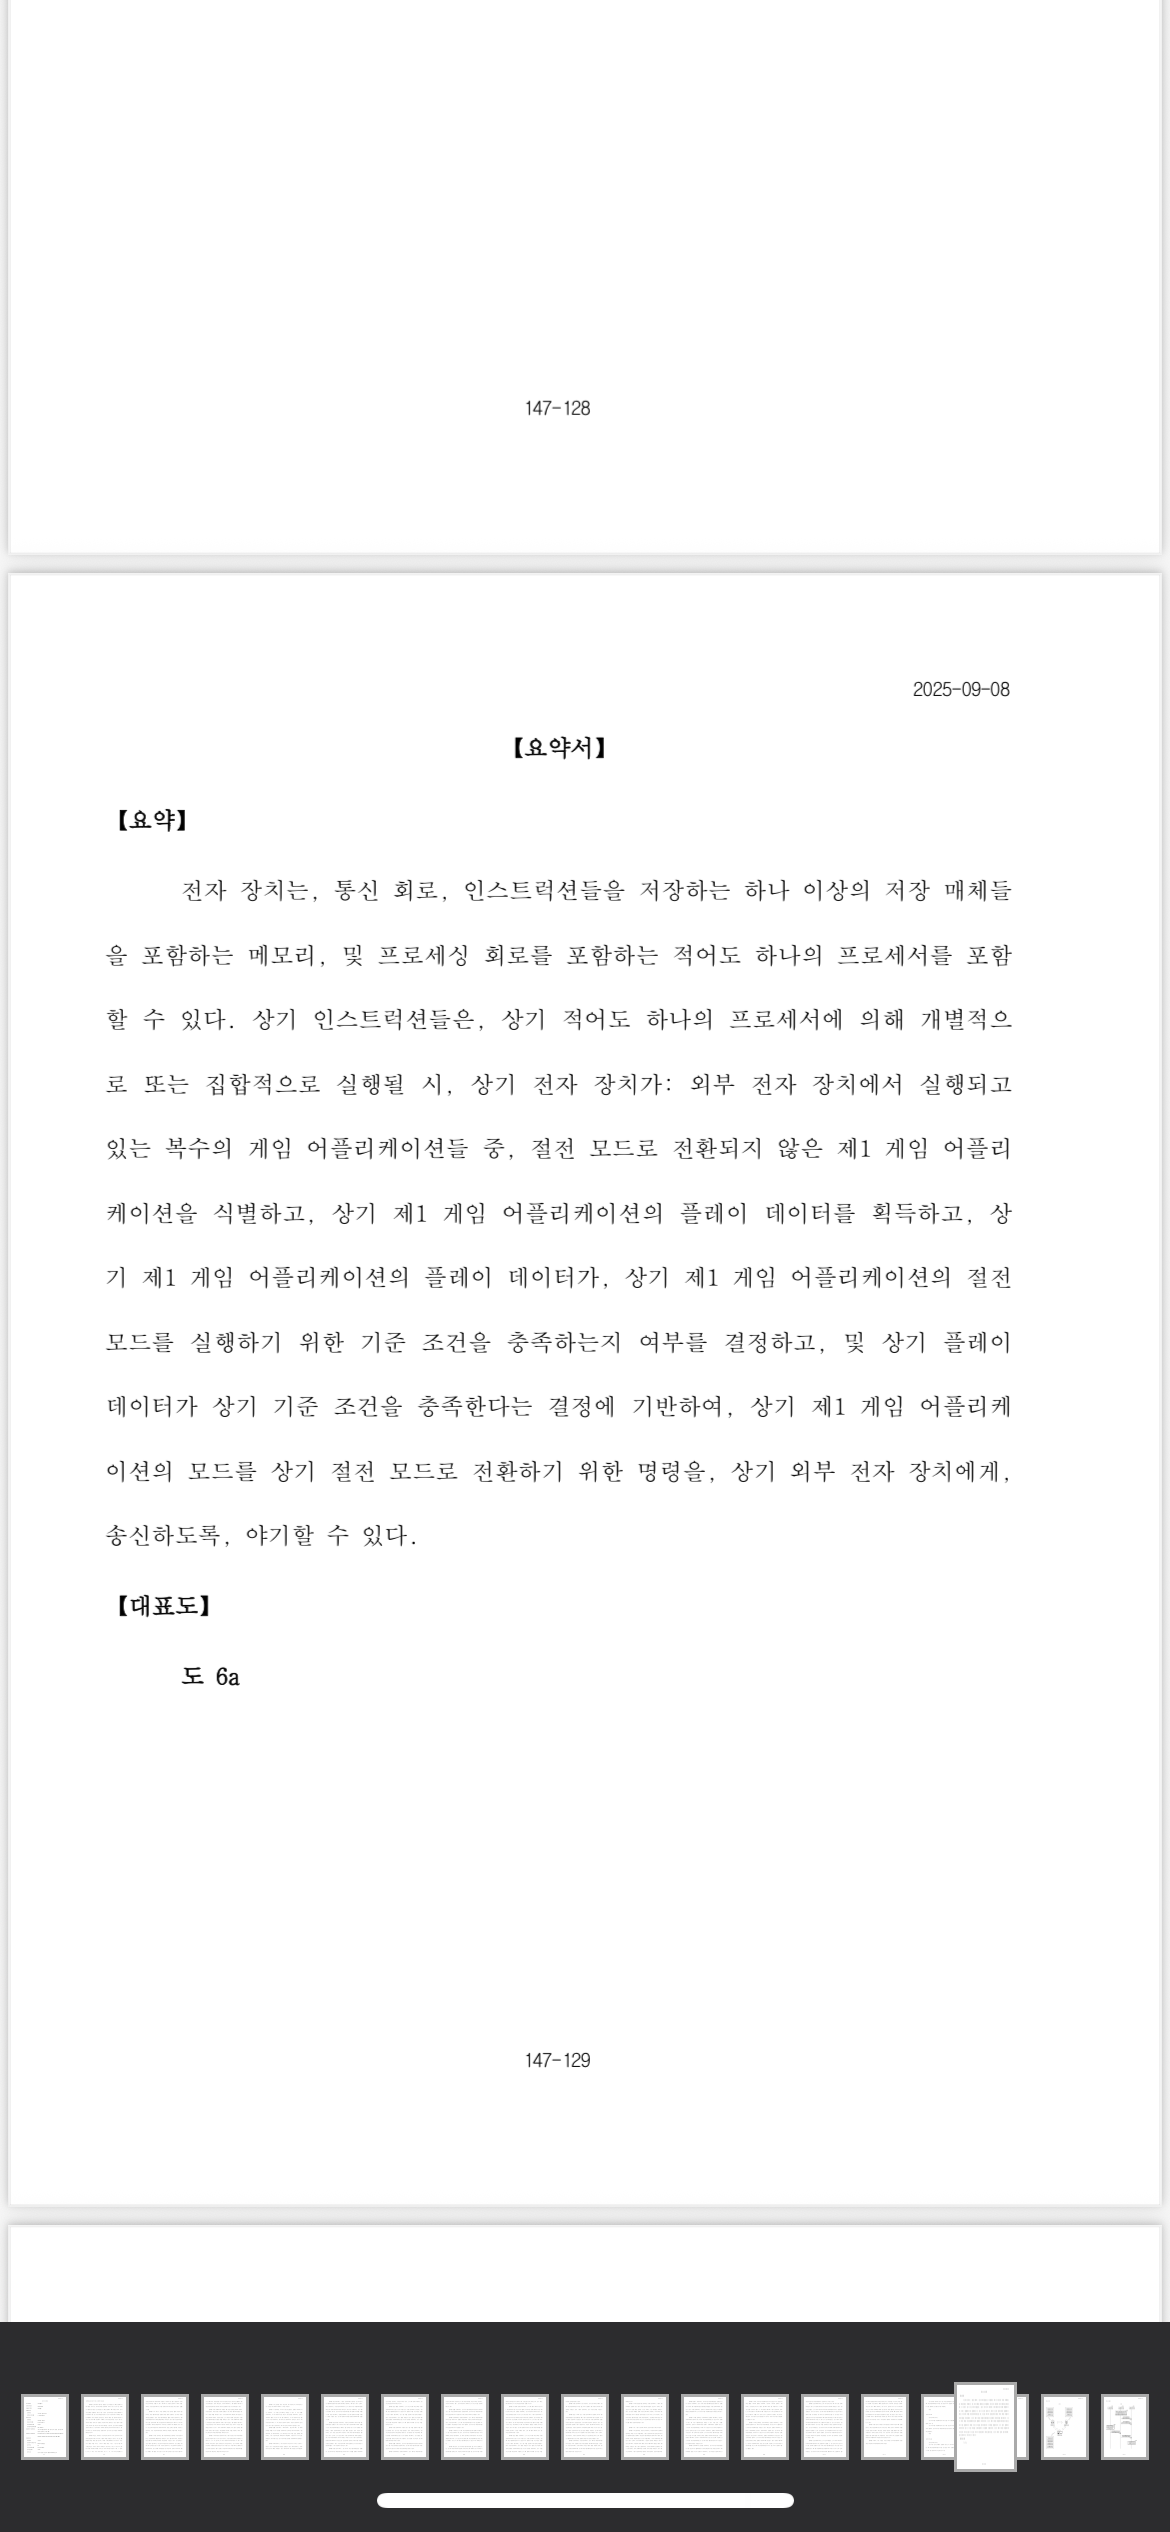 147-128
2025-09-08
【요약서】
【요약】
전자 장치는, 통신 회로, 인스트럭션들을 저장하는 하나 이상의 저장 매체들
을 포함하는 메모리, 및 프로세싱 회로를 포함하는 적어도 하나의 프로세서를 포함
할 수 있다. 상기 인스트럭션들은, 상기 적어도 하나의 프로세서에 의해 개별적으
로 또는 집합적으로 실행될 시, 상기 전자 장치가: 외부 전자 장치에서 실행되고
있는 복수의 게임 어플리케이션들 중, 절전 모드로 전환되지 않은 제1 게임 어플리
케이션을 식별하고, 상기 제1 게임 어플리케이션의 플레이 데이터를 획득하고, 상
기 제1 게임 어플리케이션의 플레이 데이터가, 상기 제1 게임 어플리케이션의 절전
모드를 실행하기 위한 기준 조건을 충족하는지 여부를 결정하고, 및 상기 플레이
데이터가 상기 기준 조건을 충족한다는 결정에 기반하여, 상기 제1 게임 어플리케
이션의 모드를 상기 절전 모드로 전환하기 위한 명령을, 상기 외부 전자 장치에게,
송신하도록, 야기할 수 있다.
【대표도】
도 6a
147-129